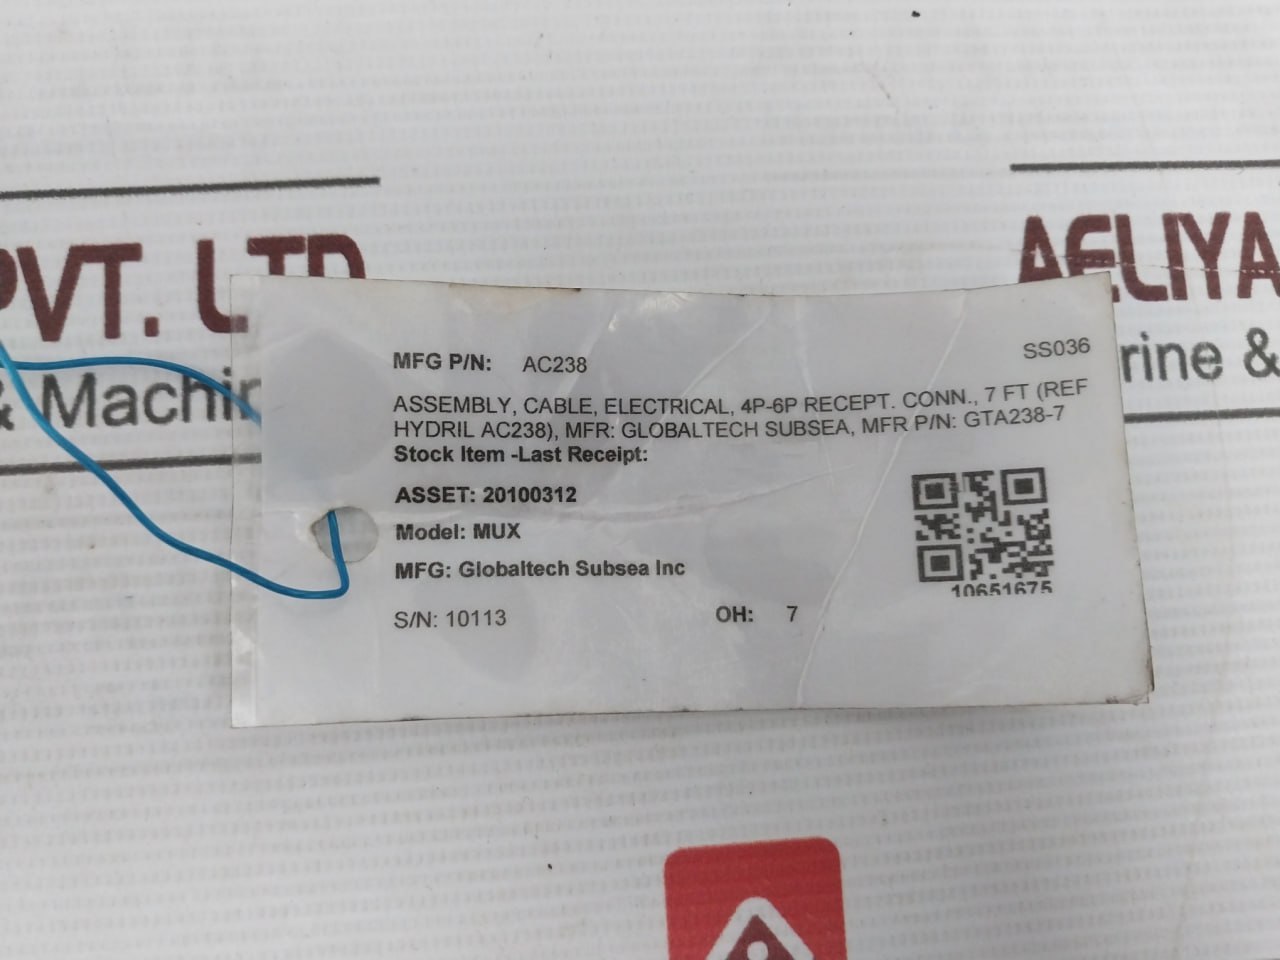 PVT. LTD
& Machin
AELIYA
rine &
MFG P/N: AC238
SS036
ASSEMBLY, CABLE, ELECTRICAL, 4P-6P RECEPT. CONN., 7 FT (REF
HYDRIL AC238), MFR: GLOBALTECH SUBSEA, MFR P/N: GTA238-7
Stock Item -Last Receipt:
ASSET: 20100312
Model: MUX
MFG: Globaltech Subsea Inc
10651675
S/N: 10113 OH: 7